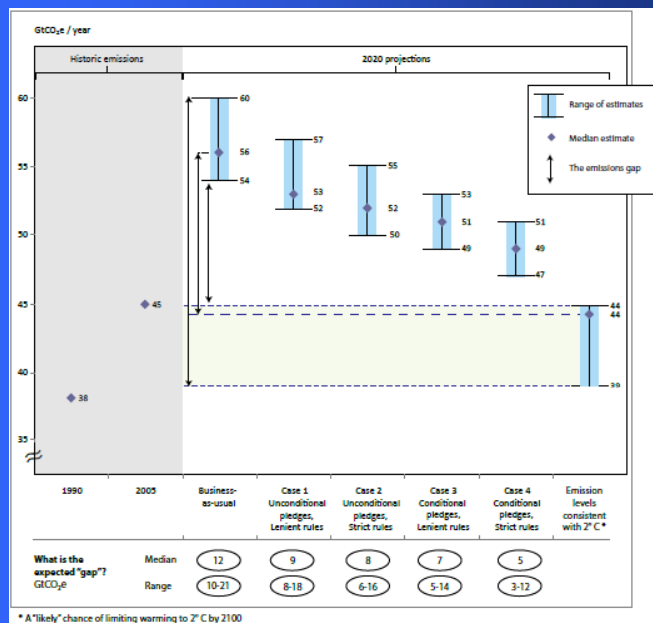 GtCO₂e / year
Historic emissions
2020 projections
60
55
50
45
40
35
60
56
54
57
53
52
55
52
50
53
51
49
51
49
47
45
38
44
44
39
Range of estimates
Median estimate
The emissions gap
1990
2005
Business-
as-usual
Case 1
Unconditional
pledges,
Lenient rules
Case 2
Unconditional
pledges,
Strict rules
Case 3
Conditional
pledges,
Lenient rules
Case 4
Conditional
pledges,
Strict rules
Emission
levels
consistent
with 2° C *
What is the
expected "gap"?
GtCO₂e
Median 12 9 8 7 5
Range 10-21 8-18 6-16 5-14 3-12
* A "likely" chance of limiting warming to 2° C by 2100